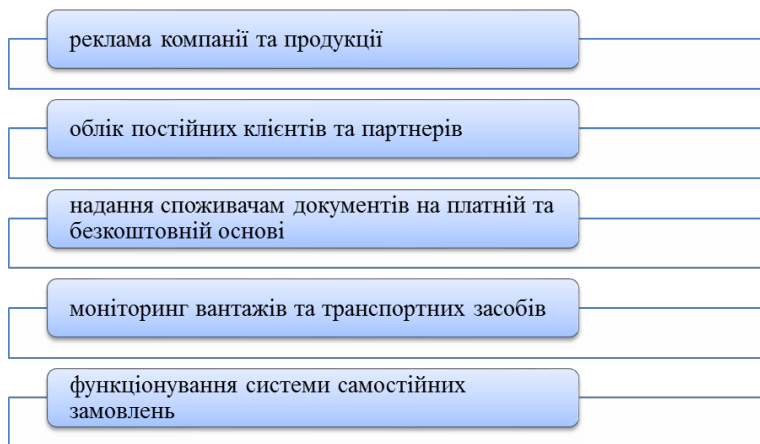 реклама компанії та продукції
облік постійних клієнтів та партнерів
надання споживачам документів на платній та
безкоштовній основі
моніторинг вантажів та транспортних засобів
функціонування системи самостійних
замовлень